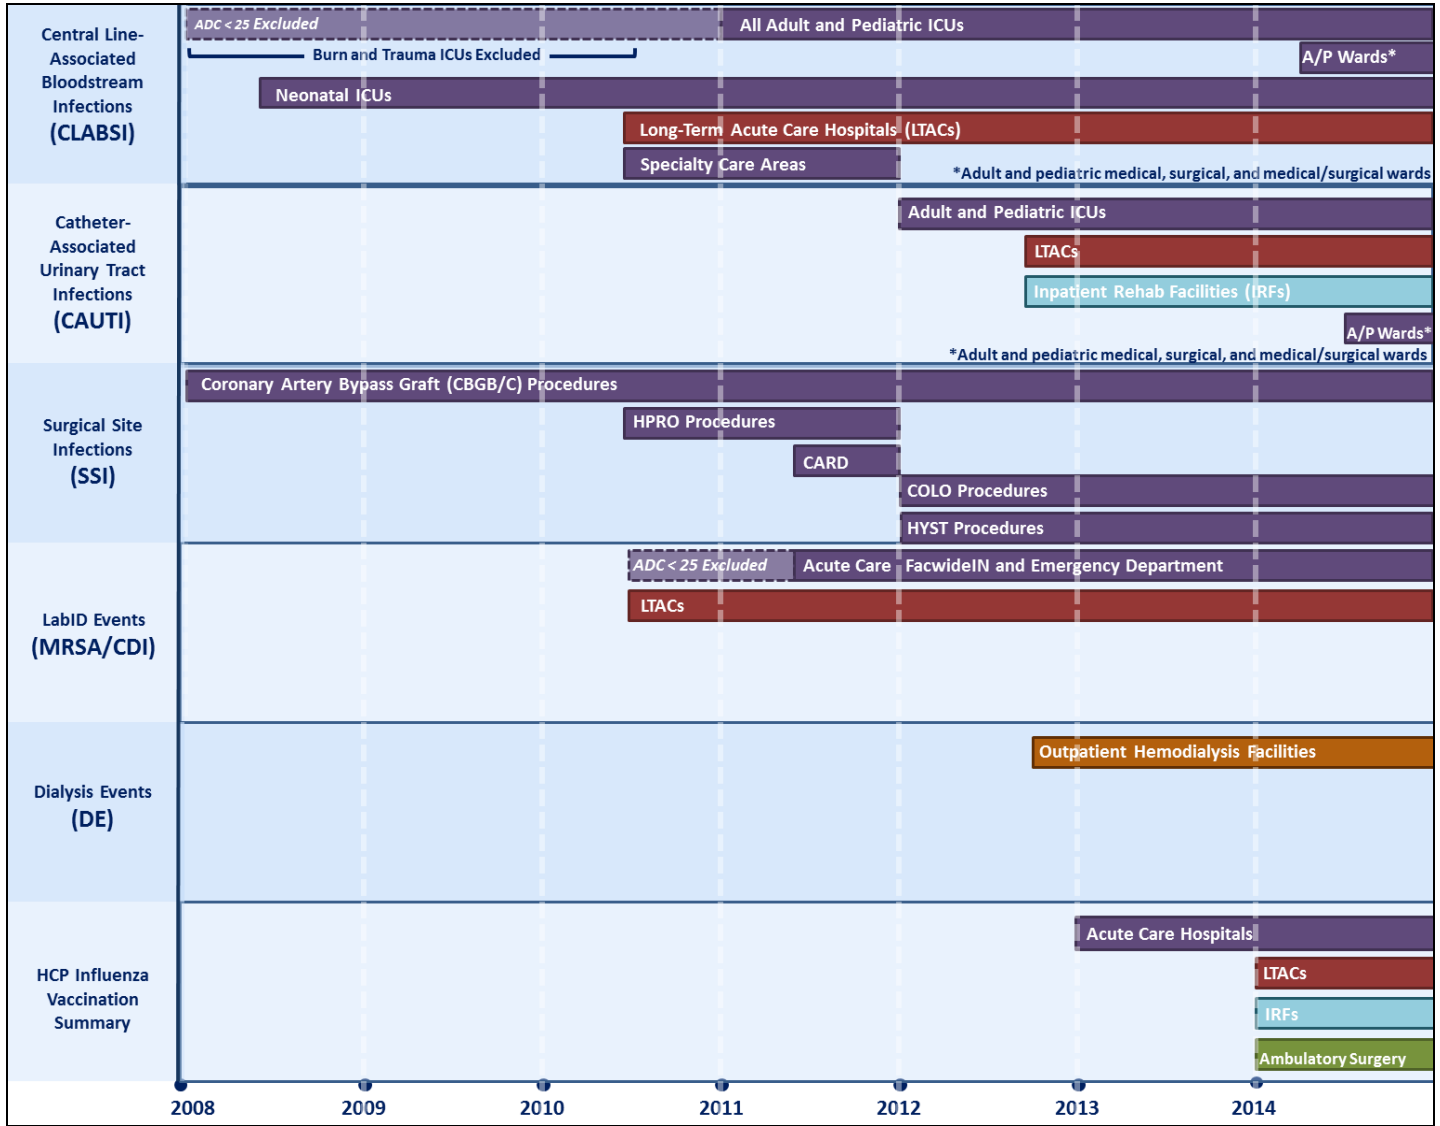 Central Line-
Associated
Bloodstream
Infections
(CLABSI)
ADC < 25 Excluded
All Adult and Pediatric ICUs
Burn and Trauma ICUs Excluded
A/P Wards*
Neonatal ICUs
Long-Term Acute Care Hospitals (LTACs)
Specialty Care Areas
*Adult and pediatric medical, surgical, and medical/surgical wards
Catheter-
Associated
Urinary Tract
Infections
(CAUTI)
Adult and Pediatric ICUs
LTACs
Inpatient Rehab Facilities (IRFs)
A/P Wards*
*Adult and pediatric medical, surgical, and medical/surgical wards
Surgical Site
Infections
(SSI)
Coronary Artery Bypass Graft (CBGB/C) Procedures
HPRO Procedures
CARD
COLO Procedures
HYST Procedures
LabID Events
(MRSA/CDI)
ADC < 25 Excluded
Acute Care FacwideIN and Emergency Department
LTACs
Dialysis Events
(DE)
Outpatient Hemodialysis Facilities
HCP Influenza
Vaccination
Summary
Acute Care Hospitals
LTACs
IRFs
Ambulatory Surgery
2008 2009 2010 2011 2012 2013 2014